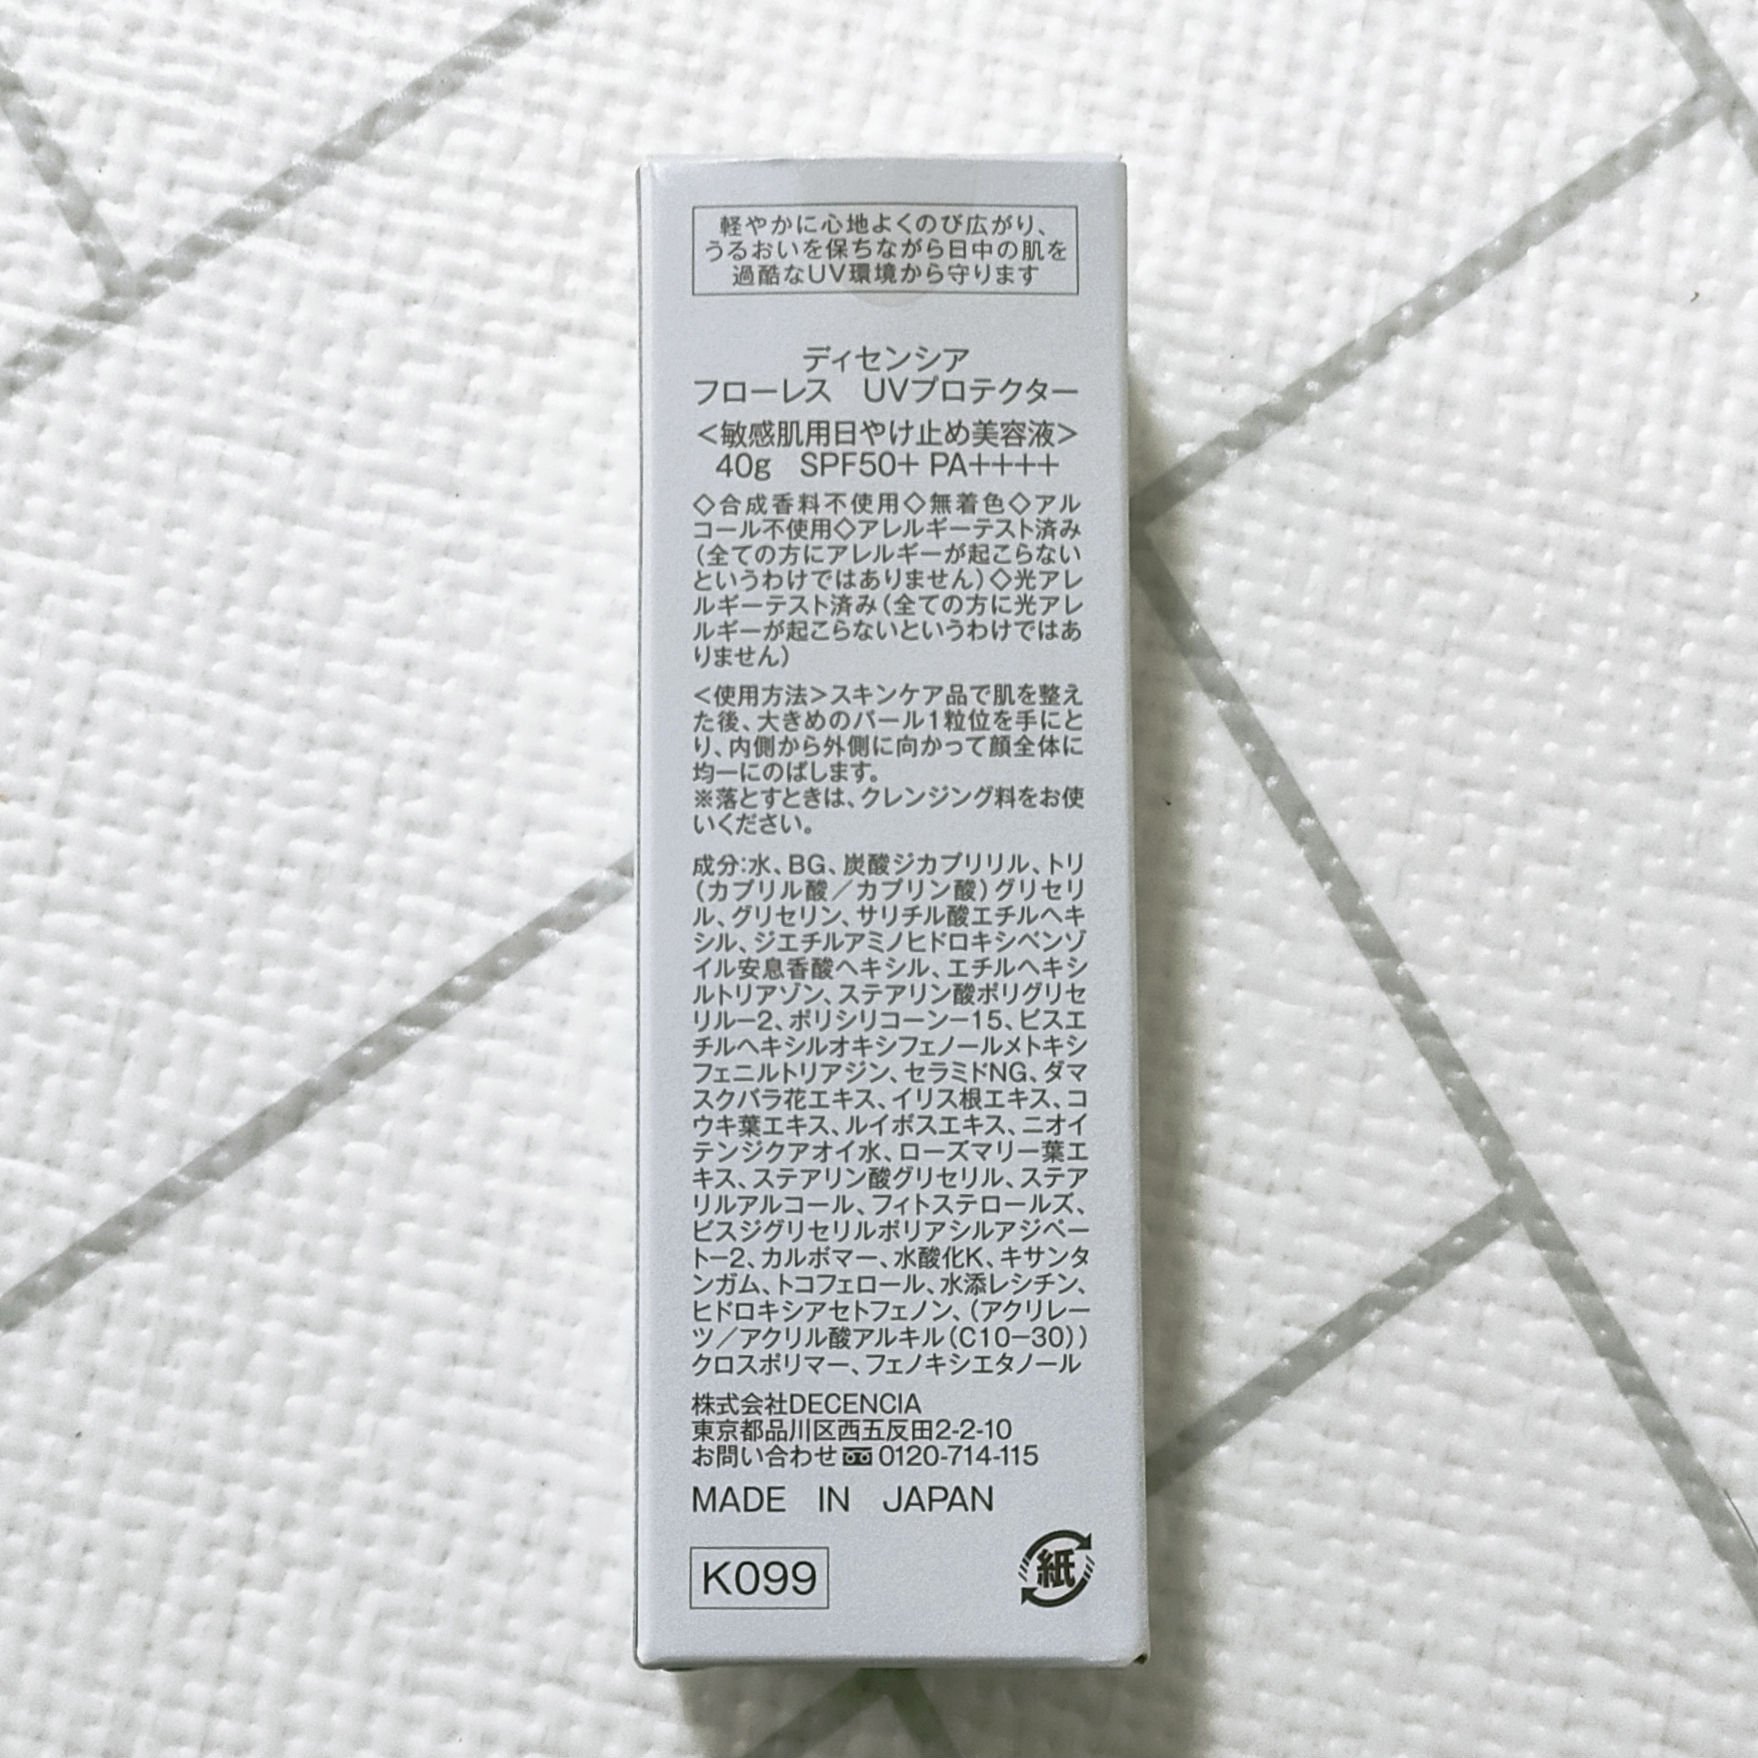 軽やかに心地よくのび広がり、
うるおいを保ちながら日中の肌を
過酷なUV環境から守ります
ディセンシア
フローレス　UVプロテクター
＜敏感肌用日やけ止め美容液＞
40g　SPF50+ PA++++
◇合成香料不使用◇無着色◇アル
コール不使用◇アレルギーテスト済み
（全ての方にアレルギーが起こらない
というわけではありません）◇光アレ
ルギーテスト済み（全ての方に光アレ
ルギーが起こらないというわけではあ
りません）
＜使用方法＞スキンケア品で肌を整え
た後、大きめのパール1粒位を手にと
り、内側から外側に向かって顔全体に
均一にのばします。
※落とすときは、クレンジング料をお使
いください。
成分：水、BG、炭酸ジカプリリル、トリ
（カプリル酸／カプリン酸）グリセリ
ル、グリセリン、サリチル酸エチルヘキ
シル、ジエチルアミノヒドロキシベンゾ
イル安息香酸ヘキシル、エチルヘキシ
ルトリアゾン、ステアリン酸ポリグリセ
リル−2、ポリシリコーン−15、ビスエ
チルヘキシルオキシフェノールメトキシ
フェニルトリアジン、セラミドNG、ダマ
スクバラ花エキス、イリス根エキス、コ
ウキ葉エキス、ルイボスエキス、ニオイ
テンジクアオイ水、ローズマリー葉エ
キス、ステアリン酸グリセリル、ステア
リルアルコール、フィトステロールズ、
ビスジグリセリルポリアシルアジペー
ト−2、カルボマー、水酸化K、キサンタ
ンガム、トコフェロール、水添レシチン、
ヒドロキシアセトフェノン、（アクリレー
ツ／アクリル酸アルキル（C10−30））
クロスポリマー、フェノキシエタノール
株式会社DECENCIA
東京都品川区西五反田2-2-10
お問い合わせ 0120-714-115
MADE IN JAPAN
K099
紙